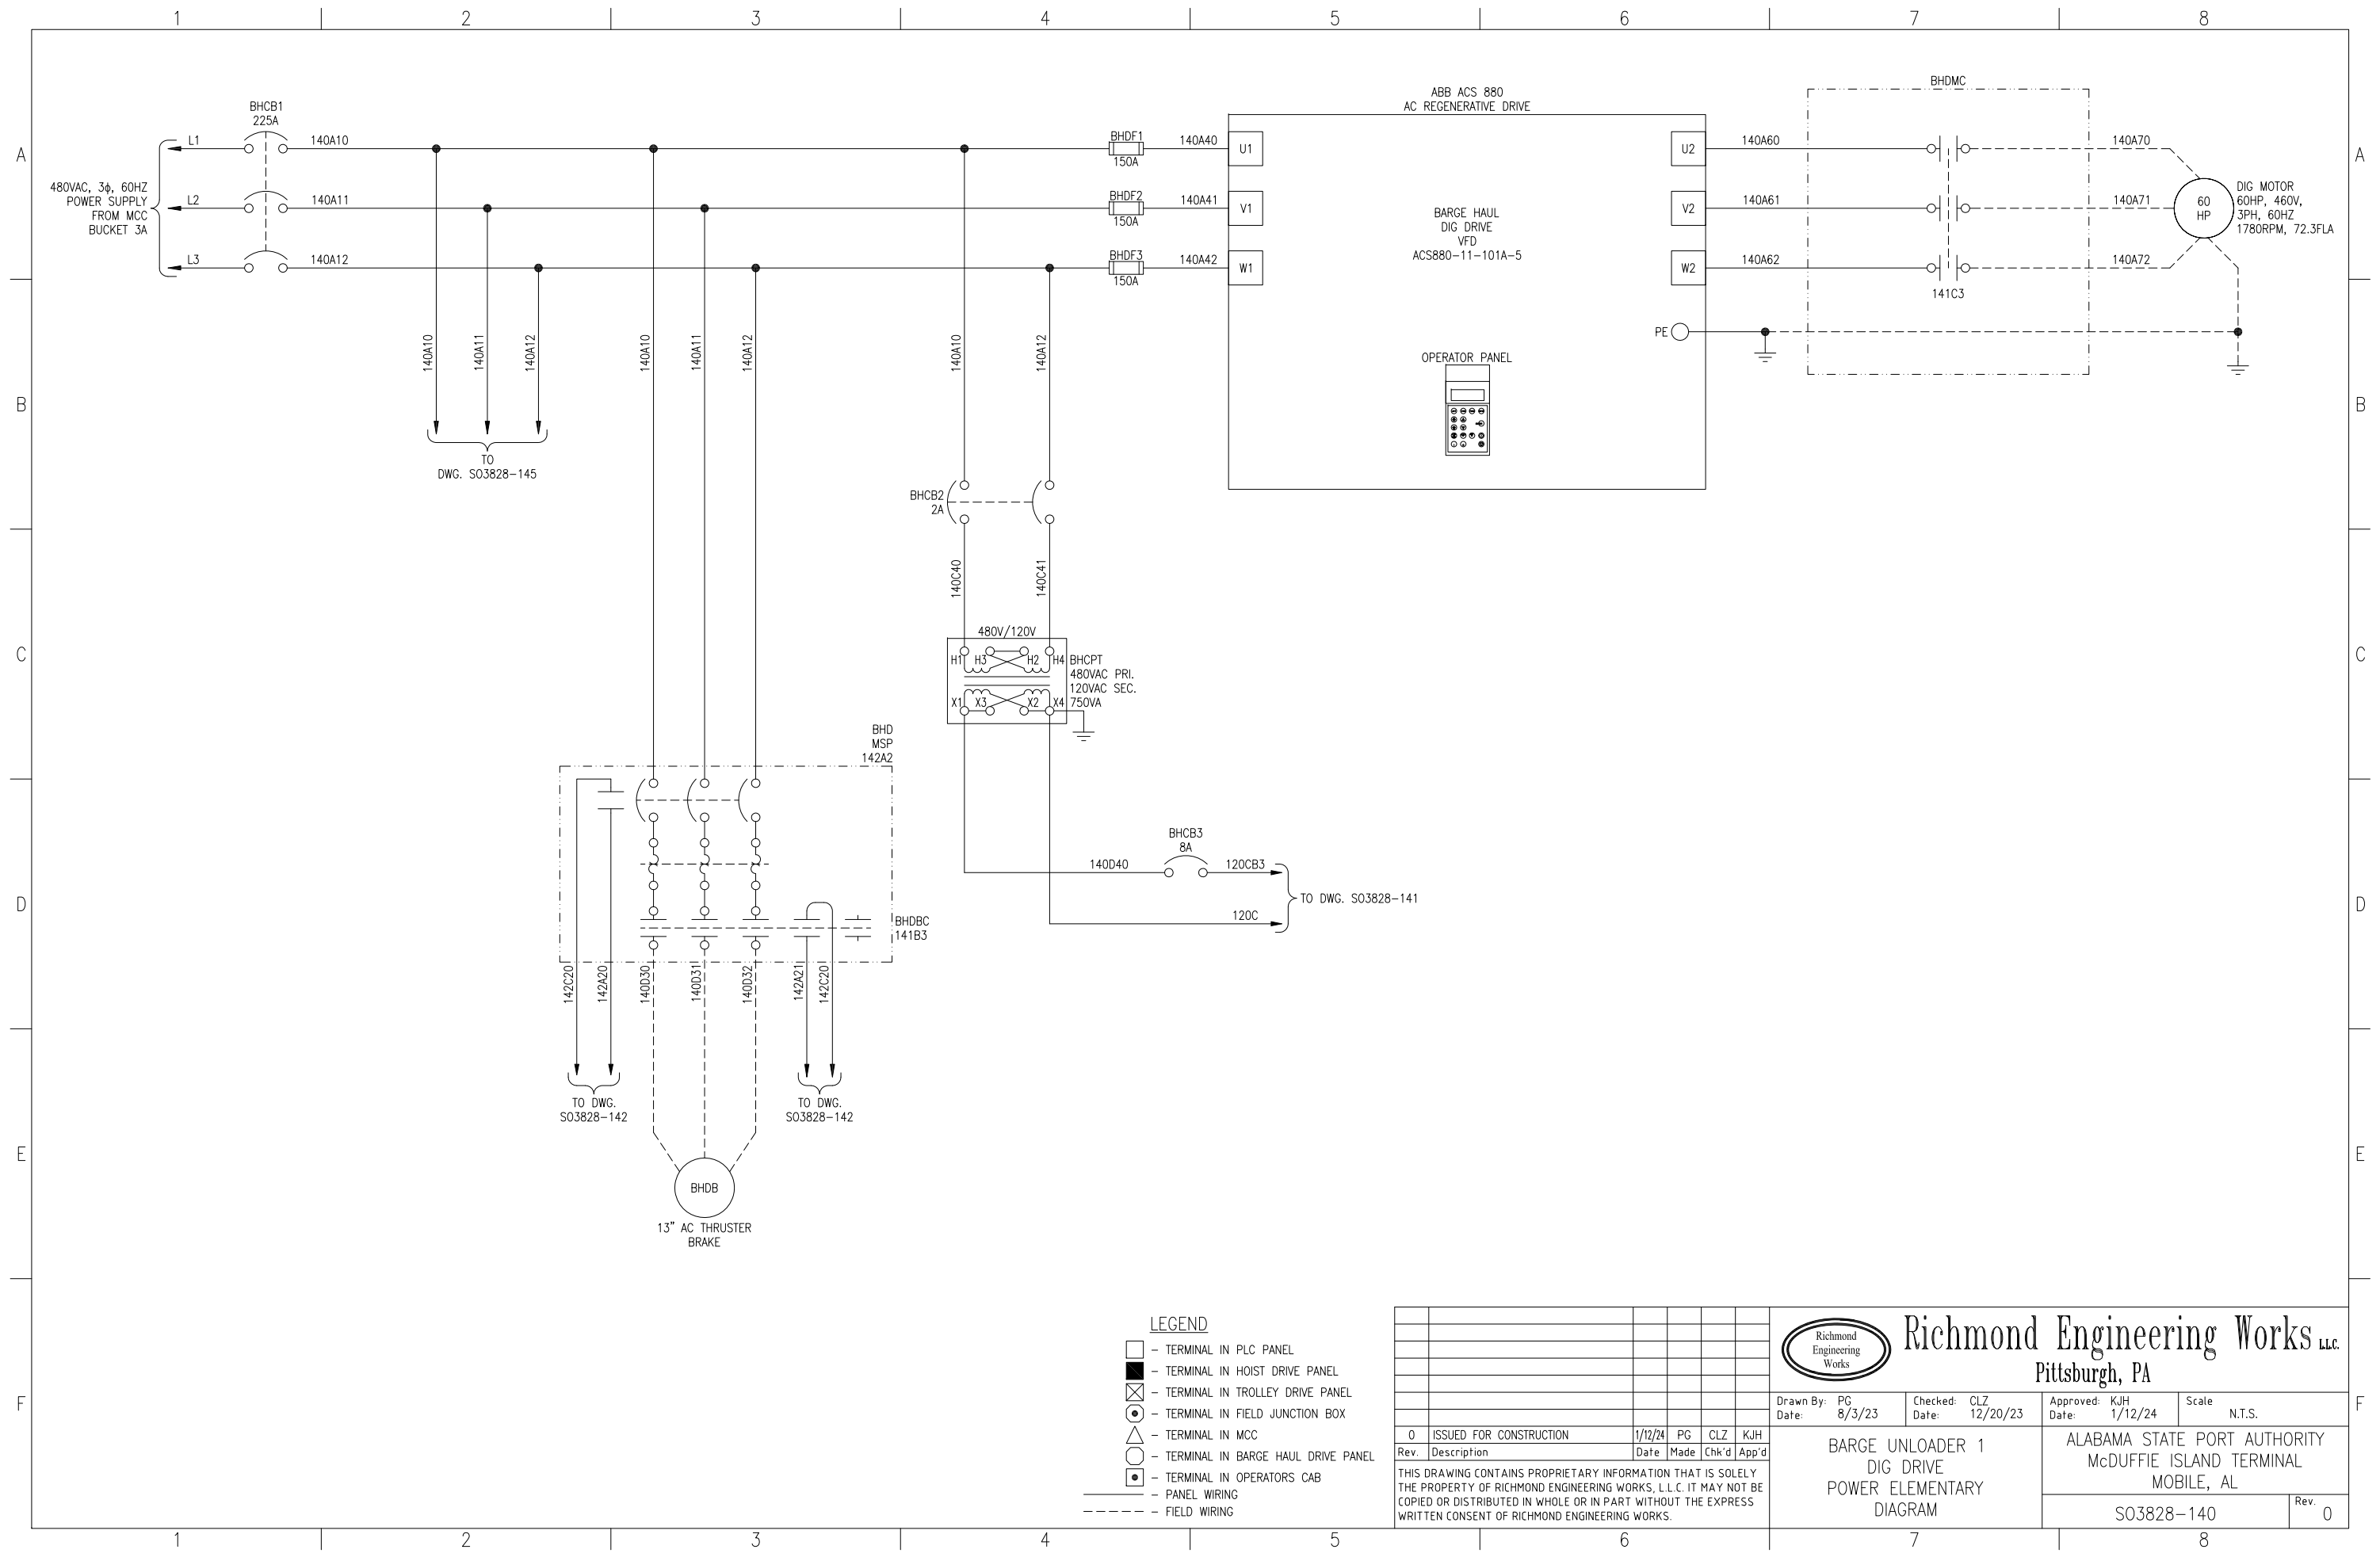 1 2 3 4 5 6 7 8
A
B
C
D
E
F
A
B
C
D
E
F
480VAC, 3ϕ, 60HZ
POWER SUPPLY
FROM MCC
BUCKET 3A
L1
L2
L3
BHCB1
225A
140A10
140A11
140A12
140A10
140A11
140A12
TO
DWG. SO3828-145
140A10
140A11
140A12
140A10
140A12
BHDF1
150A
BHDF2
150A
BHDF3
150A
140A40
140A41
140A42
ABB ACS 880
AC REGENERATIVE DRIVE
U1
V1
W1
BARGE HAUL
DIG DRIVE
VFD
ACS880-11-101A-5
OPERATOR PANEL
U2
V2
W2
PE
140A60
140A61
140A62
BHDMC
141C3
140A70
140A71
140A72
60
HP
DIG MOTOR
60HP, 460V,
3PH, 60HZ
1780RPM, 72.3FLA
BHCB2
2A
140C40
140C41
480V/120V
H1 H3 H2 H4
X1 X3 X2 X4
BHCPT
480VAC PRI.
120VAC SEC.
750VA
BHD
MSP
142A2
BHDBC
141B3
140D40
BHCB3
8A
120CB3
120C
TO DWG. SO3828-141
142C20
142A20
140D30
140D31
140D32
142A21
142C20
TO DWG.
SO3828-142
TO DWG.
SO3828-142
BHDB
13" AC THRUSTER
BRAKE
LEGEND
- TERMINAL IN PLC PANEL
- TERMINAL IN HOIST DRIVE PANEL
- TERMINAL IN TROLLEY DRIVE PANEL
- TERMINAL IN FIELD JUNCTION BOX
- TERMINAL IN MCC
- TERMINAL IN BARGE HAUL DRIVE PANEL
- TERMINAL IN OPERATORS CAB
- PANEL WIRING
- FIELD WIRING
0 ISSUED FOR CONSTRUCTION 1/12/24 PG CLZ KJH
Rev. Description Date Made Chk'd App'd
THIS DRAWING CONTAINS PROPRIETARY INFORMATION THAT IS SOLELY
THE PROPERTY OF RICHMOND ENGINEERING WORKS, L.L.C. IT MAY NOT BE
COPIED OR DISTRIBUTED IN WHOLE OR IN PART WITHOUT THE EXPRESS
WRITTEN CONSENT OF RICHMOND ENGINEERING WORKS.
Richmond
Engineering
Works
Richmond Engineering Works L.L.C.
Pittsburgh, PA
Drawn By: PG
Date: 8/3/23
Checked: CLZ
Date: 12/20/23
Approved: KJH
Date: 1/12/24
Scale
N.T.S.
BARGE UNLOADER 1
DIG DRIVE
POWER ELEMENTARY
DIAGRAM
ALABAMA STATE PORT AUTHORITY
McDUFFIE ISLAND TERMINAL
MOBILE, AL
SO3828-140
Rev.
0
1 2 3 4 5 6 7 8